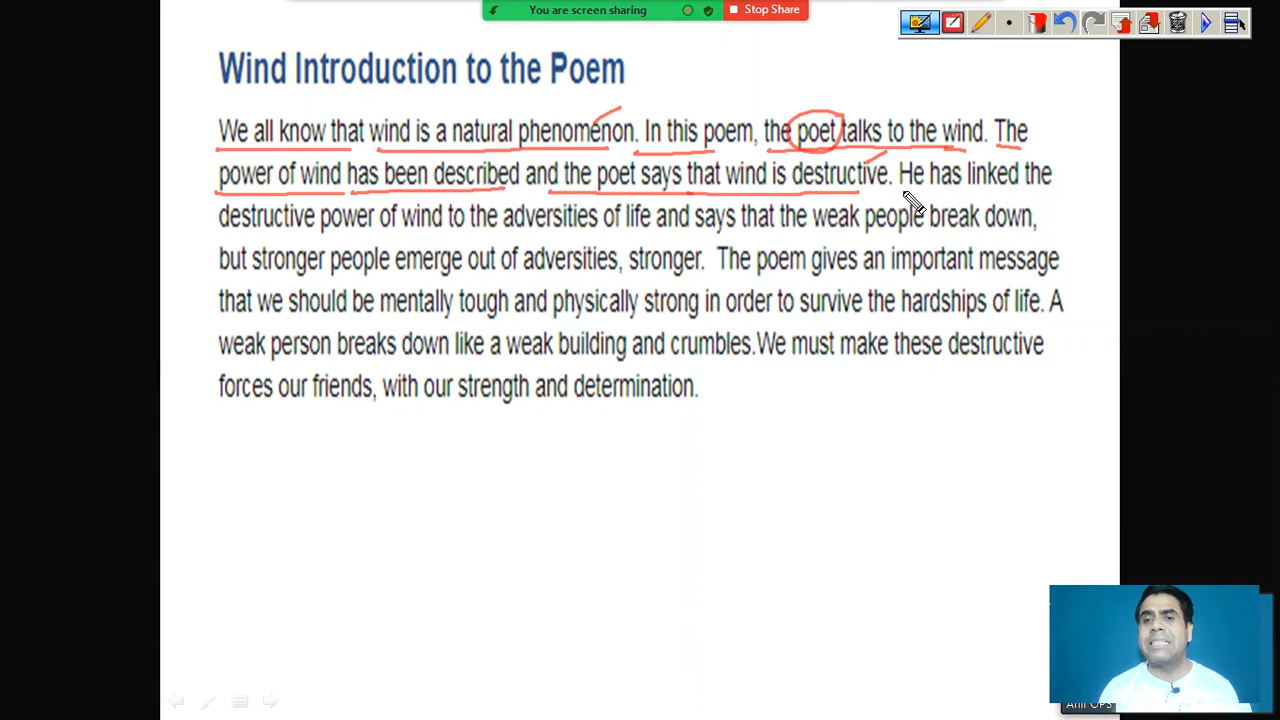 You are screen sharing
Stop Share
Wind Introduction to the Poem
We all know that wind is a natural phenomenon. In this poem, the poet talks to the wind. The
power of wind has been described and the poet says that wind is destructive. He has linked the
destructive power of wind to the adversities of life and says that the weak people break down,
but stronger people emerge out of adversities, stronger. The poem gives an important message
that we should be mentally tough and physically strong in order to survive the hardships of life. A
weak person breaks down like a weak building and crumbles.We must make these destructive
forces our friends, with our strength and determination.